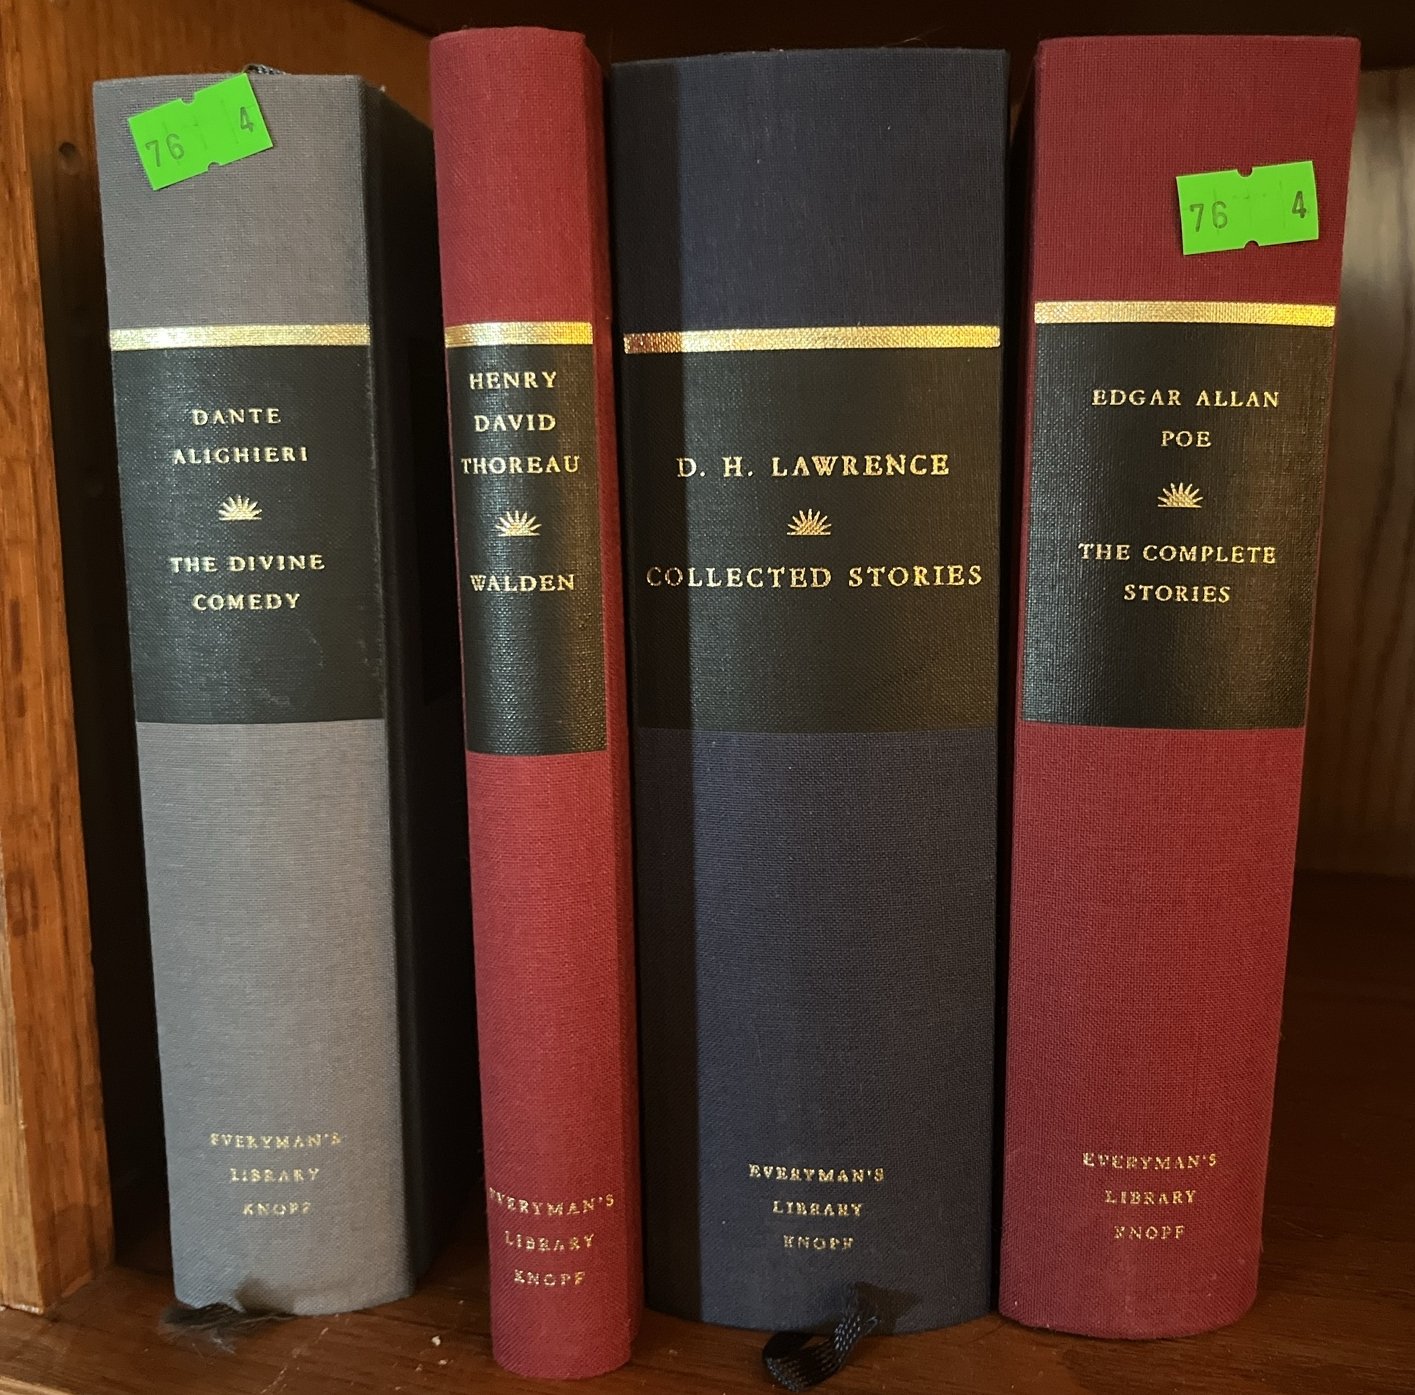 76 4
DANTE
ALIGHIERI
THE DIVINE
COMEDY
EVERYMAN'S
LIBRARY
KNOPF
HENRY
DAVID
THOREAU
WALDEN
EVERYMAN'S
LIBRARY
KNOPF
D. H. LAWRENCE
COLLECTED STORIES
EVERYMAN'S
LIBRARY
KNOPF
76 4
EDGAR ALLAN
POE
THE COMPLETE
STORIES
EVERYMAN'S
LIBRARY
KNOPF